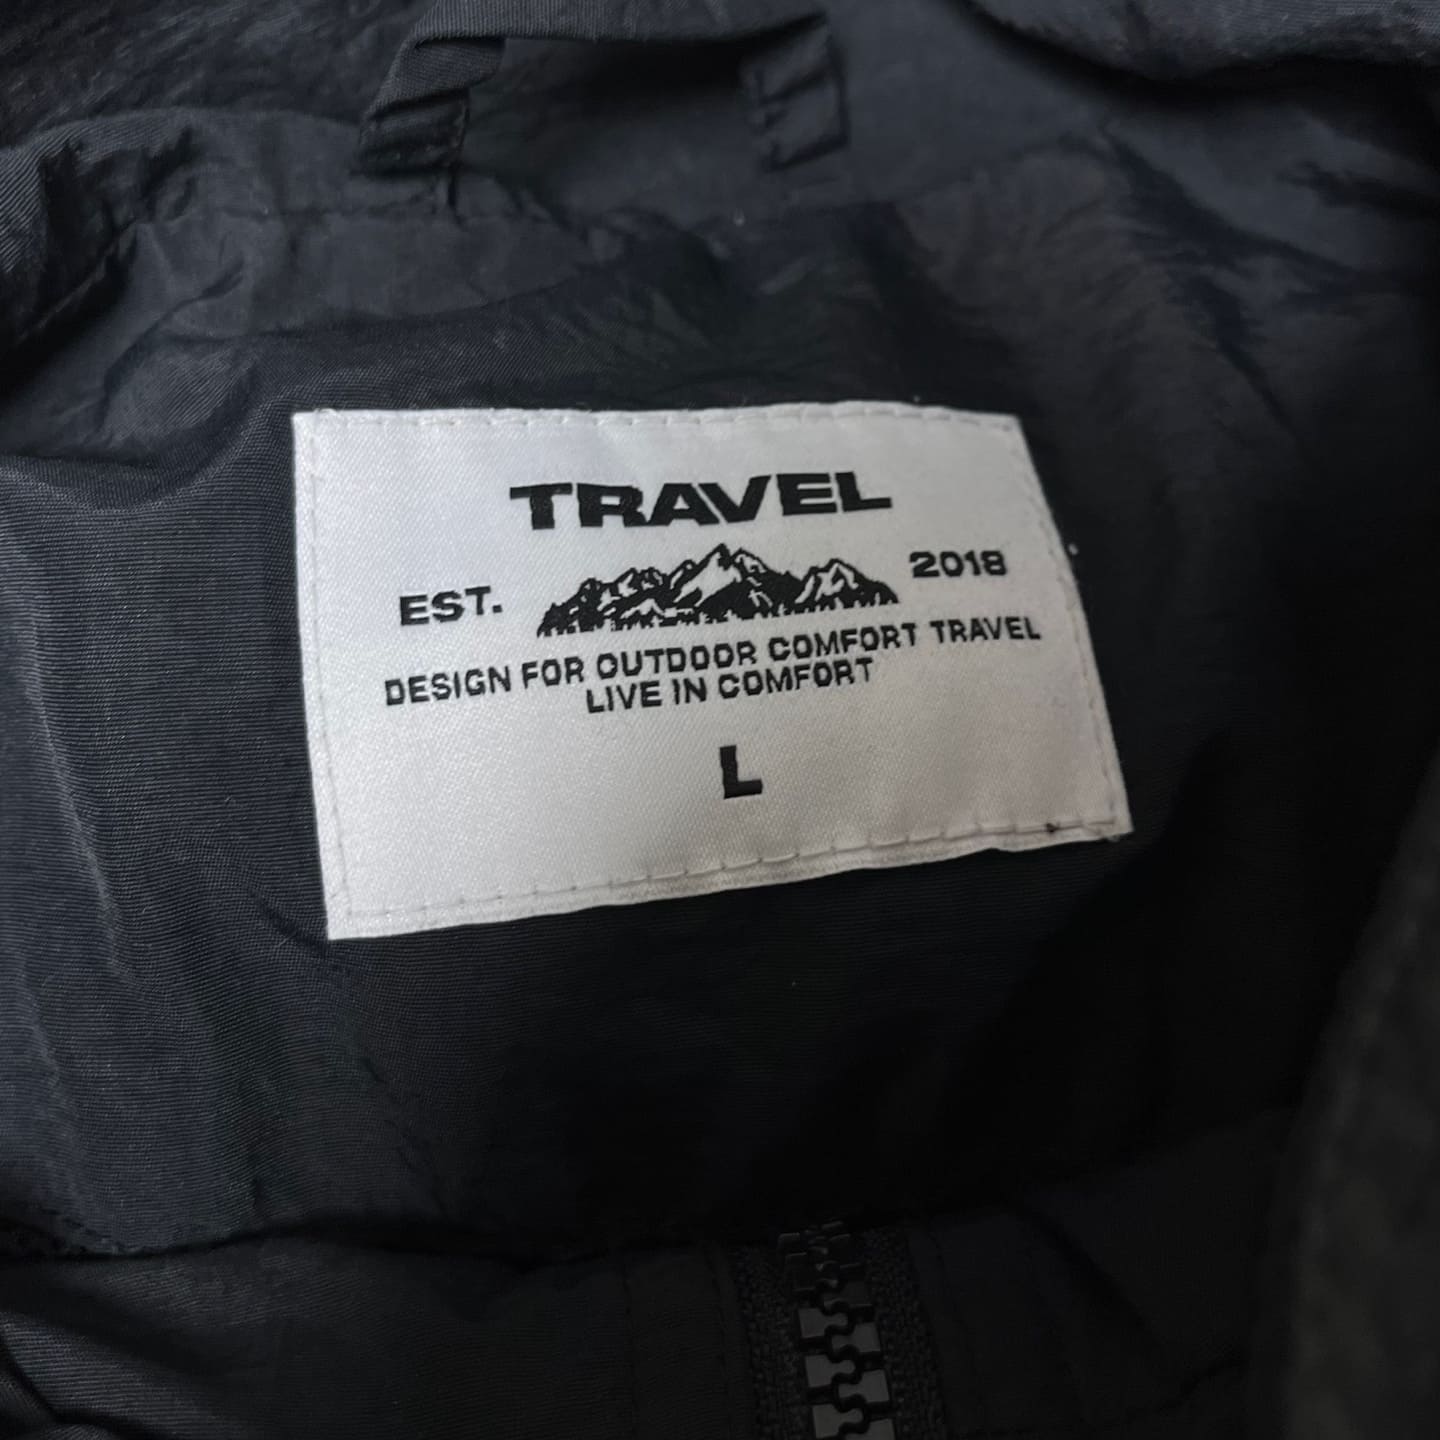 TRAVEL
EST. 2018
DESIGN FOR OUTDOOR COMFORT TRAVEL
LIVE IN COMFORT
L